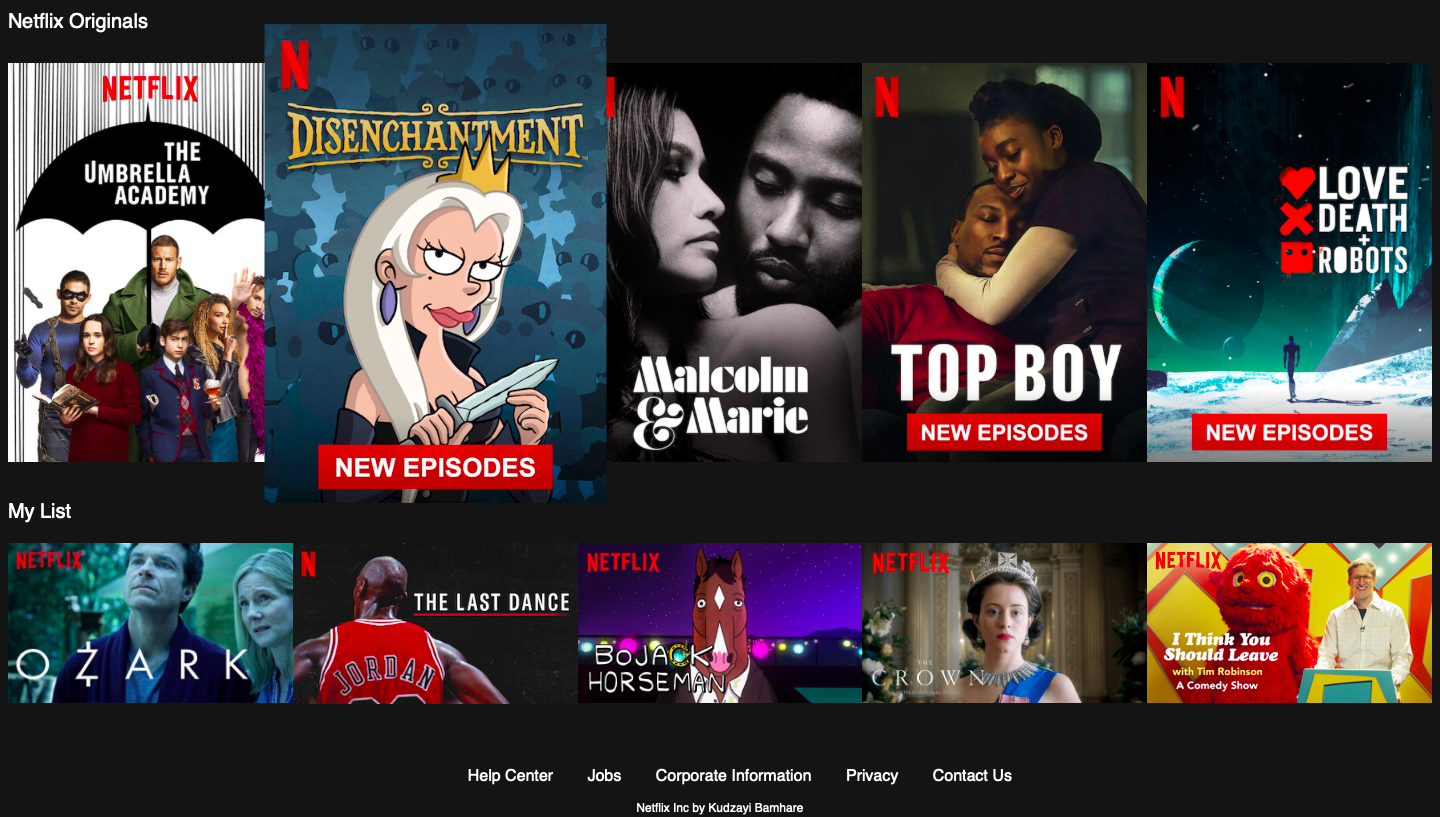 Netflix Originals
NETFLIX
THE
UMBRELLA
ACADEMY
N
DISENCHANTMENT
NEW EPISODES
Malcolm
& Marie
N
TOP BOY
NEW EPISODES
N
LOVE
DEATH
+
ROBOTS
NEW EPISODES
My List
NETFLIX
OZARK
N
THE LAST DANCE
JORDAN
NETFLIX
BOJACK
HORSEMAN
NETFLIX
THE
CROWN
NETFLIX
I Think You
Should Leave
with Tim Robinson
A Comedy Show
Help Center Jobs Corporate Information Privacy Contact Us
Netflix Inc by Kudzayi Bamhare